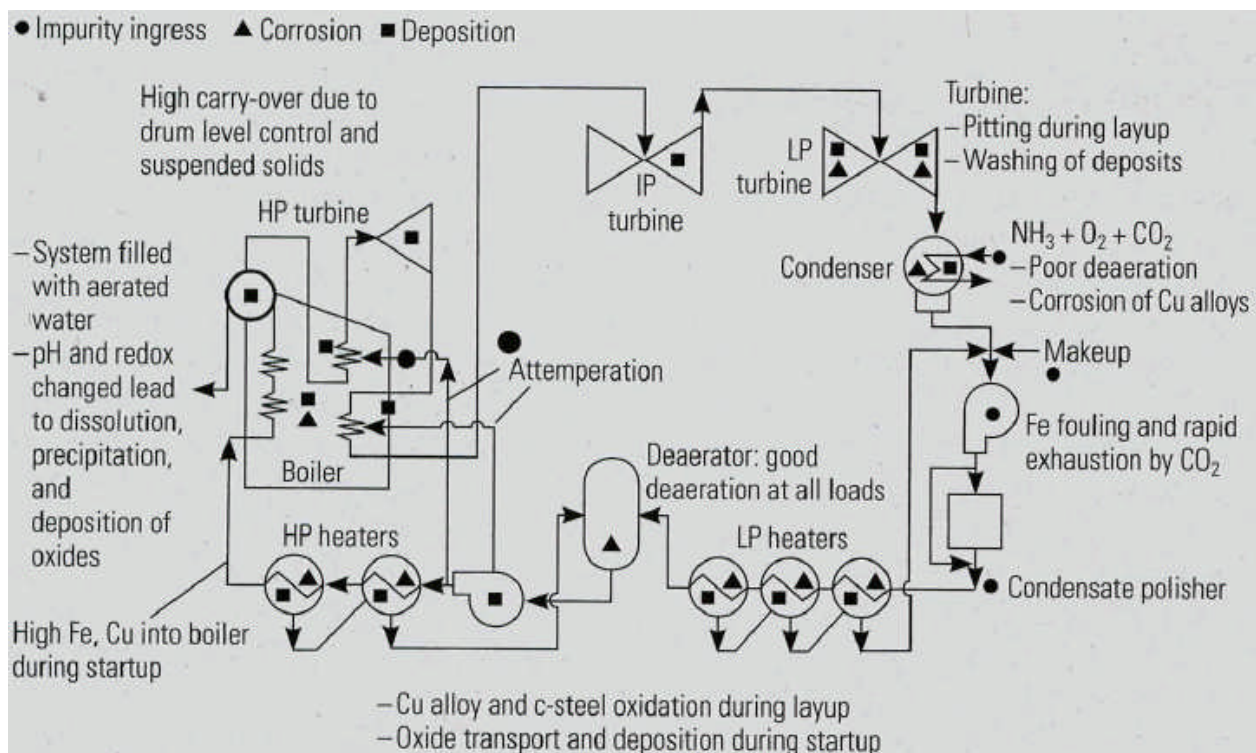 ● Impurity ingress ▲ Corrosion ■ Deposition
High carry-over due to
drum level control and
suspended solids
HP turbine
IP
turbine
LP
turbine
Turbine:
–Pitting during layup
–Washing of deposits
–System filled
with aerated
water
–pH and redox
changed lead
to dissolution,
precipitation,
and
deposition of
oxides
Condenser
NH₃ + O₂ + CO₂
–Poor deaeration
–Corrosion of Cu alloys
Attemperation
Makeup
Fe fouling and rapid
exhaustion by CO₂
Boiler
Deaerator: good
deaeration at all loads
HP heaters
LP heaters
Condensate polisher
High Fe, Cu into boiler
during startup
–Cu alloy and c-steel oxidation during layup
–Oxide transport and deposition during startup